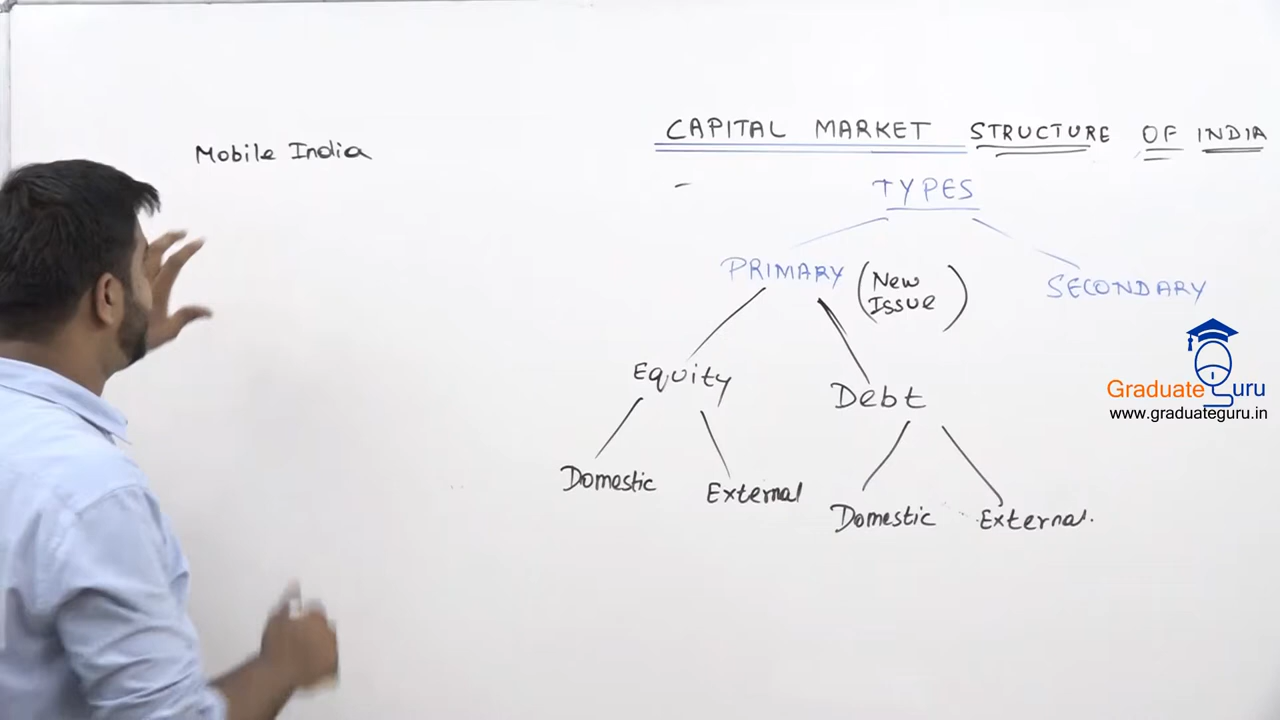 Mobile India
CAPITAL MARKET STRUCTURE OF INDIA
TYPES
PRIMARY
(New
Issue)
SECONDARY
Equity
Debt
Domestic
External
Domestic
External.
Graduate Guru
www.graduateguru.in